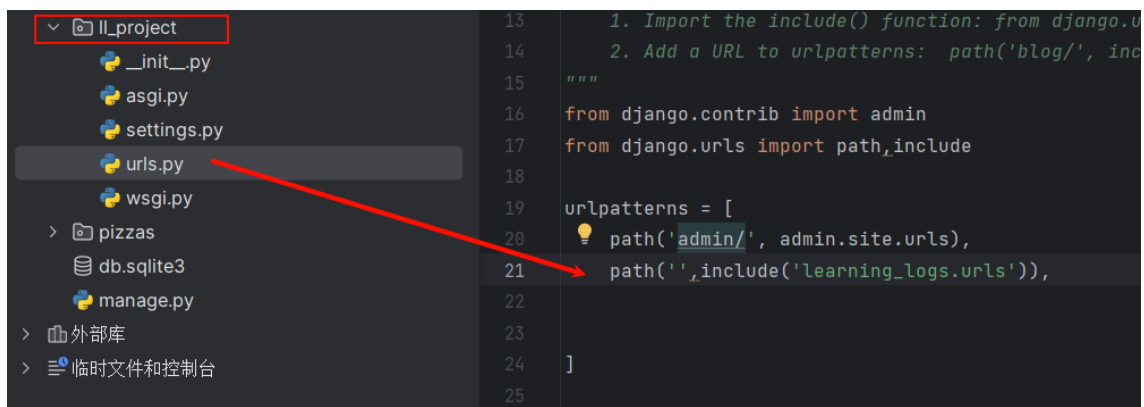 ll_project
__init__.py
asgi.py
settings.py
urls.py
wsgi.py
pizzas
db.sqlite3
manage.py
外部库
临时文件和控制台
13 1. Import the include() function: from django.u
14 2. Add a URL to urlpatterns: path('blog/', inc
15 """
16 from django.contrib import admin
17 from django.urls import path,include
18
19 urlpatterns = [
20 path('admin/', admin.site.urls),
21 path('',include('learning_logs.urls')),
22
23
24 ]
25